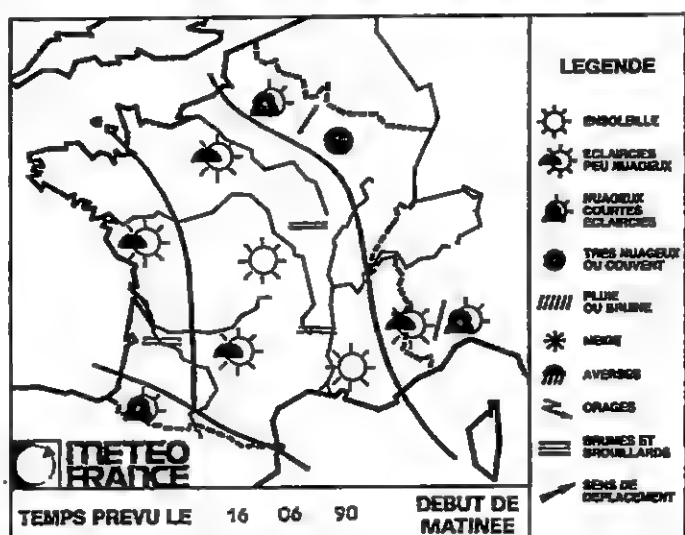 LEGENDE
ENSOLEILLE
ECLAIRCIES
PEU NUAGEUX
NUAGEUX
COURTES
ECLAIRCIES
TRES NUAGEUX
OU COUVERT
PLUIE
OU BRUINE
NEIGE
AVERSES
ORAGES
BRUMES ET
BROUILLARDS
SENS DE
DEPLACEMENT
METEO
FRANCE
TEMPS PREVU LE 16 06 90 DEBUT DE
MATINEE